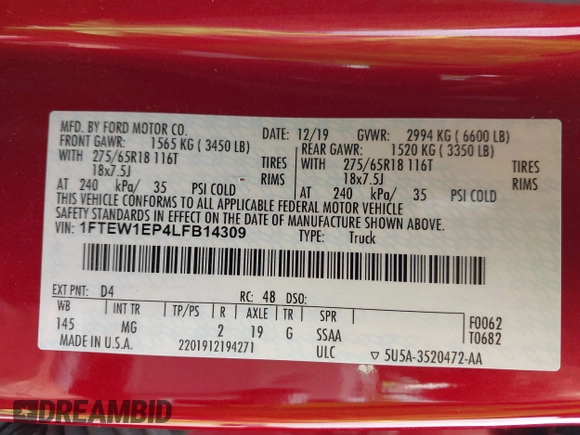 MFD. BY FORD MOTOR CO. DATE: 12/19 GVWR: 2994 KG ( 6600 LB)
FRONT GAWR: 1565 KG ( 3450 LB) REAR GAWR: 1520 KG ( 3350 LB)
WITH 275/65R18 116T TIRES WITH 275/65R18 116T TIRES
18x7.5J RIMS 18x7.5J RIMS
AT 240 kPa/ 35 PSI COLD AT 240 kPa/ 35 PSI COLD
THIS VEHICLE CONFORMS TO ALL APPLICABLE FEDERAL MOTOR VEHICLE
SAFETY STANDARDS IN EFFECT ON THE DATE OF MANUFACTURE SHOWN ABOVE.
VIN: 1FTEW1EP4LFB14309 TYPE: Truck
EXT PNT: D4 RC: 48 DSO:
WB INT TR TP/PS R AXLE TR SPR F0062
145 MG 2 19 G SSAA T0682
MADE IN U.S.A. 2201912194271 ULC ▽ 5U5A-3520472-AA
DREAMBID